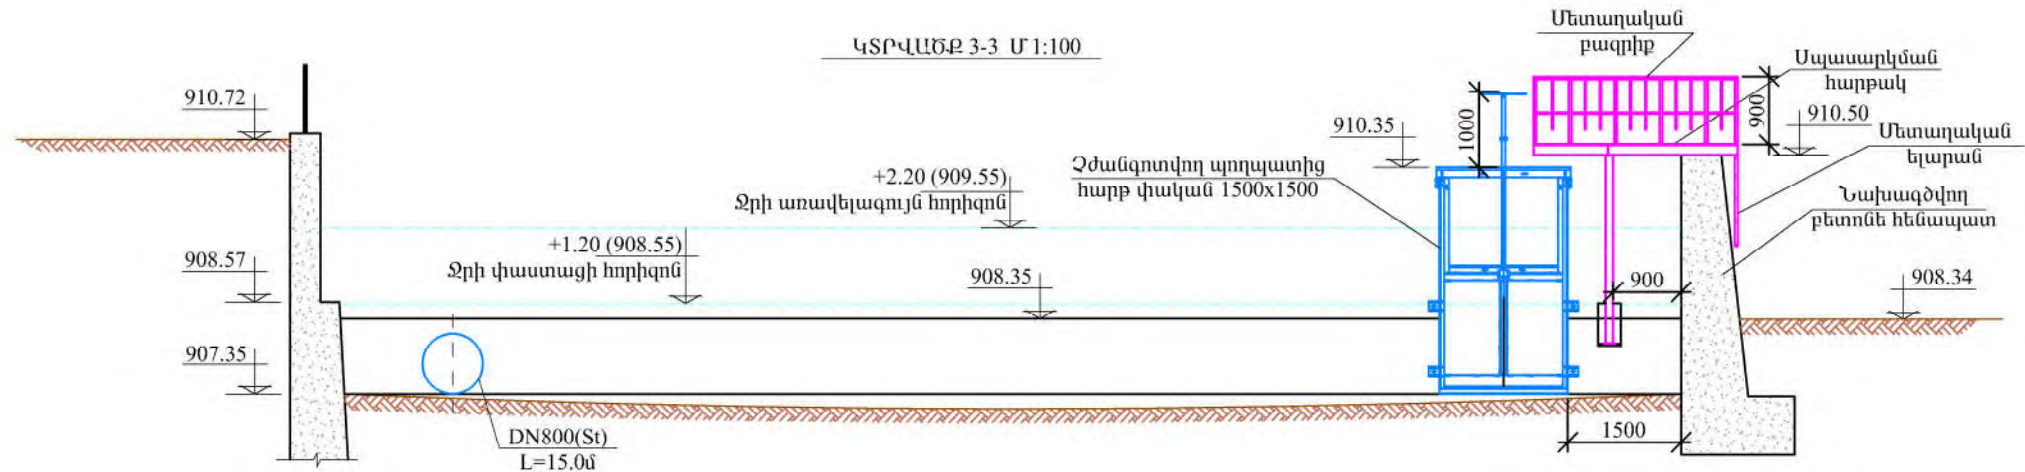 ԿՏՐՎԱԾՔ 3-3 Մ 1:100
Մետաղական
բազրիք
Սպասարկման
հարթակ
910.72
910.35
1000
900
910.50
Մետաղական
ելարան
Չժանգոտվող պողպատից
հարթ փական 1500x1500
+2.20 (909.55)
Ջրի առավելագույն հորիզոն
Նախագծվող
բետոնե հենապատ
+1.20 (908.55)
Ջրի փաստացի հորիզոն
908.57
908.35
900
908.34
907.35
DN800(St)
L=15.0մ
1500